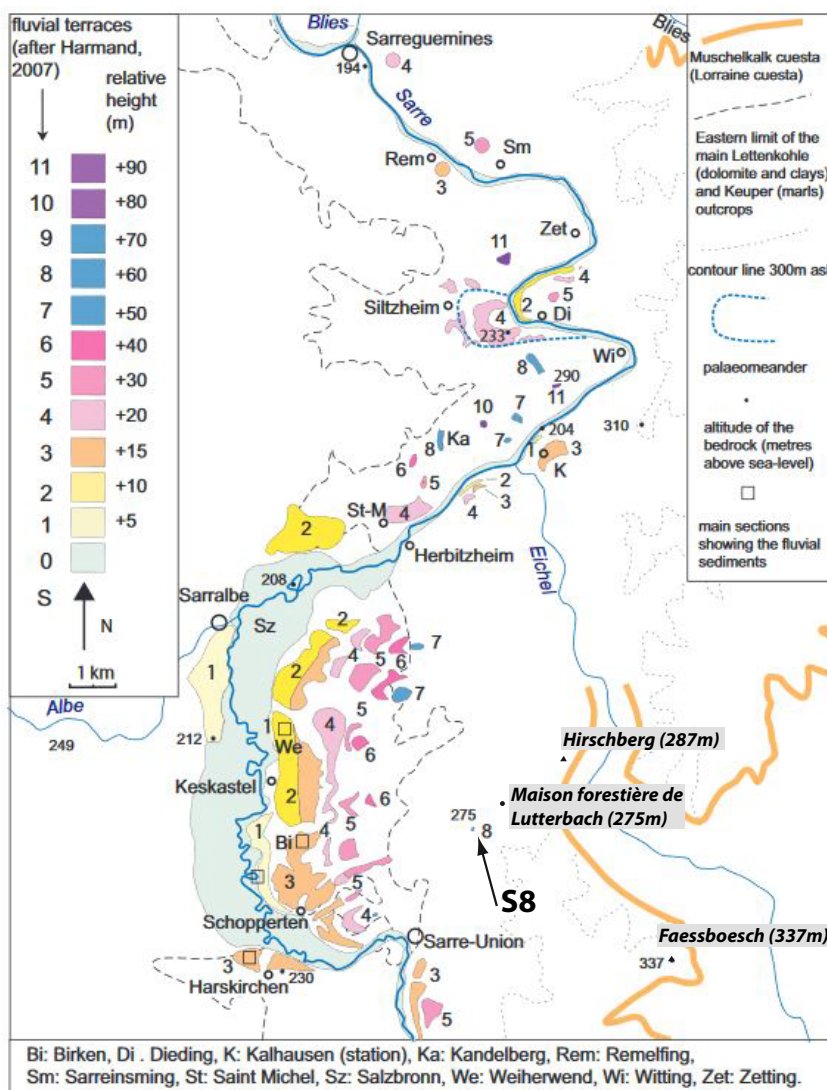 fluvial terraces
(after Harmand,
2007)
relative
height
(m)
11 +90
10 +80
9 +70
8 +60
7 +50
6 +40
5 +30
4 +20
3 +15
2 +10
1 +5
0
S
N
1 km
Blies
Sarreguemines
194
4
Sarre
5
Sm
Rem
3
Zet
11
4
Siltzheim
2
5
4
Di
233
Wi
8
290
11
10
7
Ka
8
7
204
310
6
1
3
K
5
2
3
St-M
4
4
2
Herbitzheim
Eichel
208
Sarralbe
Sz
2
4
5
6
7
1
2
7
Albe
5
249
212
1
We
4
6
Keskastel
2
6
1
4
5
Bi
3
5
Schopperten
4
Sarre-Union
3
Harskirchen
230
3
5
Hirschberg (287m)
Maison forestière de
Lutterbach (275m)
275
8
S8
Faessboesch (337m)
337
Blies
Muschelkalk cuesta
(Lorraine cuesta)
Eastern limit of the
main Lettenkohle
(dolomite and clays)
and Keuper (marls)
outcrops
contour line 300m asl
palaeomeander
altitude of the
bedrock (metres
above sea-level)
main sections
showing the fluvial
sediments
Bi: Birken, Di . Dieding, K: Kalhausen (station), Ka: Kandelberg, Rem: Remelfing,
Sm: Sarreinsming, St: Saint Michel, Sz: Salzbronn, We: Weiherwend, Wi: Witting, Zet: Zetting.